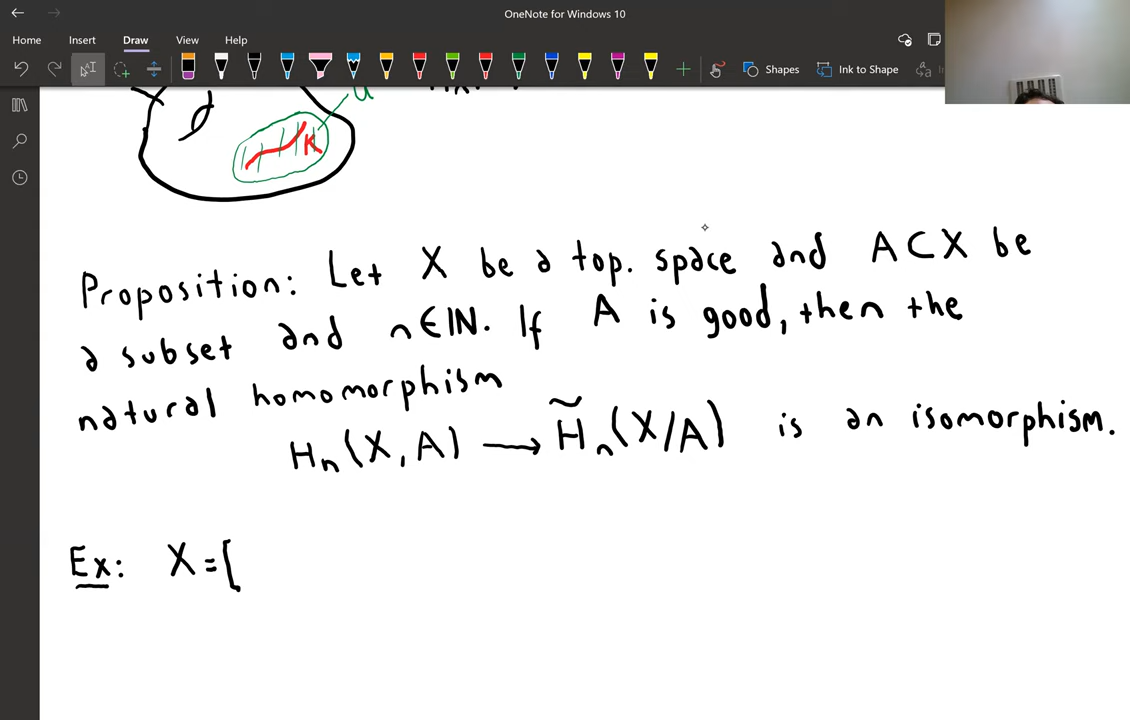 OneNote for Windows 10
Home Insert Draw View Help
Shapes Ink to Shape
u
K
Proposition: Let X be a top. space and A ⊂ X be
a subset and n∈ℕ. If A is good, then the
natural homomorphism
Hₙ(X, A) ⟶ H̃ₙ(X/A) is an isomorphism.
Ex: X = [